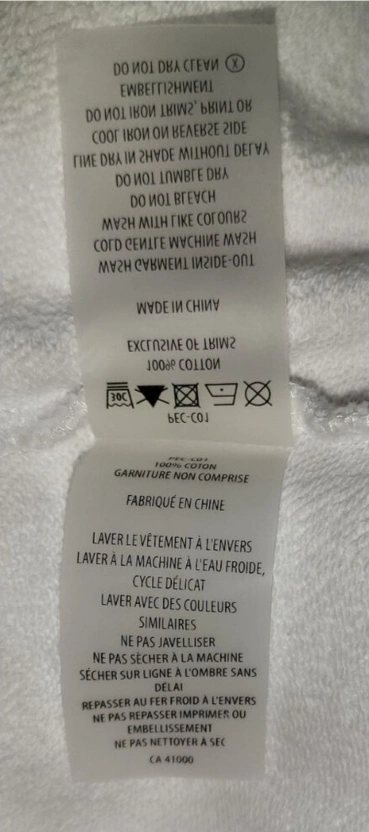 PEC-C01
30C
100% COTTON
EXCLUSIVE OF TRIMS
MADE IN CHINA
WASH GARMENT INSIDE-OUT
COLD GENTLE MACHINE WASH
WASH WITH LIKE COLOURS
DO NOT BLEACH
DO NOT TUMBLE DRY
LINE DRY IN SHADE WITHOUT DELAY
COOL IRON ON REVERSE SIDE
DO NOT IRON TRIMS, PRINT OR
EMBELLISHMENT
DO NOT DRY CLEAN
PEC-C01
100% COTON
GARNITURE NON COMPRISE
FABRIQUÉ EN CHINE
LAVER LE VÊTEMENT À L'ENVERS
LAVER À LA MACHINE À L'EAU FROIDE,
CYCLE DÉLICAT
LAVER AVEC DES COULEURS
SIMILAIRES
NE PAS JAVELLISER
NE PAS SÈCHER À LA MACHINE
SÉCHER SUR LIGNE À L'OMBRE SANS
DÉLAI
REPASSER AU FER FROID À L'ENVERS
NE PAS REPASSER IMPRIMES OU
EMBELLISSEMENT
NE PAS NETTOYER À SEC
CA 41000